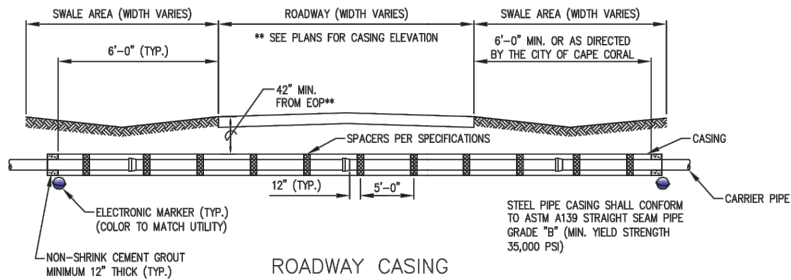 SWALE AREA (WIDTH VARIES)
ROADWAY (WIDTH VARIES)
SWALE AREA (WIDTH VARIES)
6'-0" (TYP.)
** SEE PLANS FOR CASING ELEVATION
6'-0" MIN. OR AS DIRECTED
BY THE CITY OF CAPE CORAL
42" MIN.
FROM EOP**
SPACERS PER SPECIFICATIONS
CASING
12" (TYP.)
5'-0"
CARRIER PIPE
ELECTRONIC MARKER (TYP.)
(COLOR TO MATCH UTILITY)
STEEL PIPE CASING SHALL CONFORM
TO ASTM A139 STRAIGHT SEAM PIPE
GRADE "B" (MIN. YIELD STRENGTH
35,000 PSI)
NON-SHRINK CEMENT GROUT
MINIMUM 12" THICK (TYP.)
ROADWAY CASING